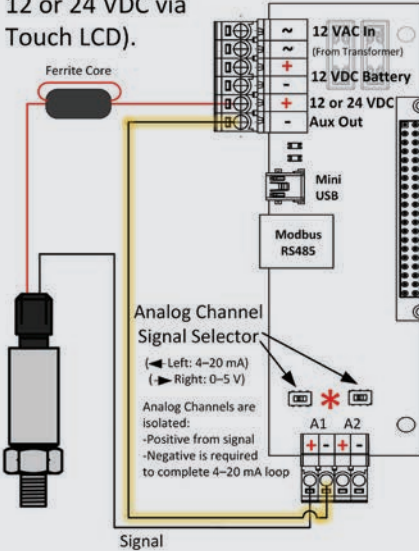 12 or 24 VDC via
Touch LCD).
Ferrite Core
~ 12 VAC In
~ (From Transformer)
+ 12 VDC Battery
-
+ 12 or 24 VDC
- Aux Out
Mini
USB
Modbus
RS485
Analog Channel
Signal Selector
(◄ Left: 4–20 mA)
(► Right: 0–5 V)
Analog Channels are
isolated:
-Positive from signal
-Negative is required
to complete 4–20 mA loop
*
A1 A2
+ - + -
Signal